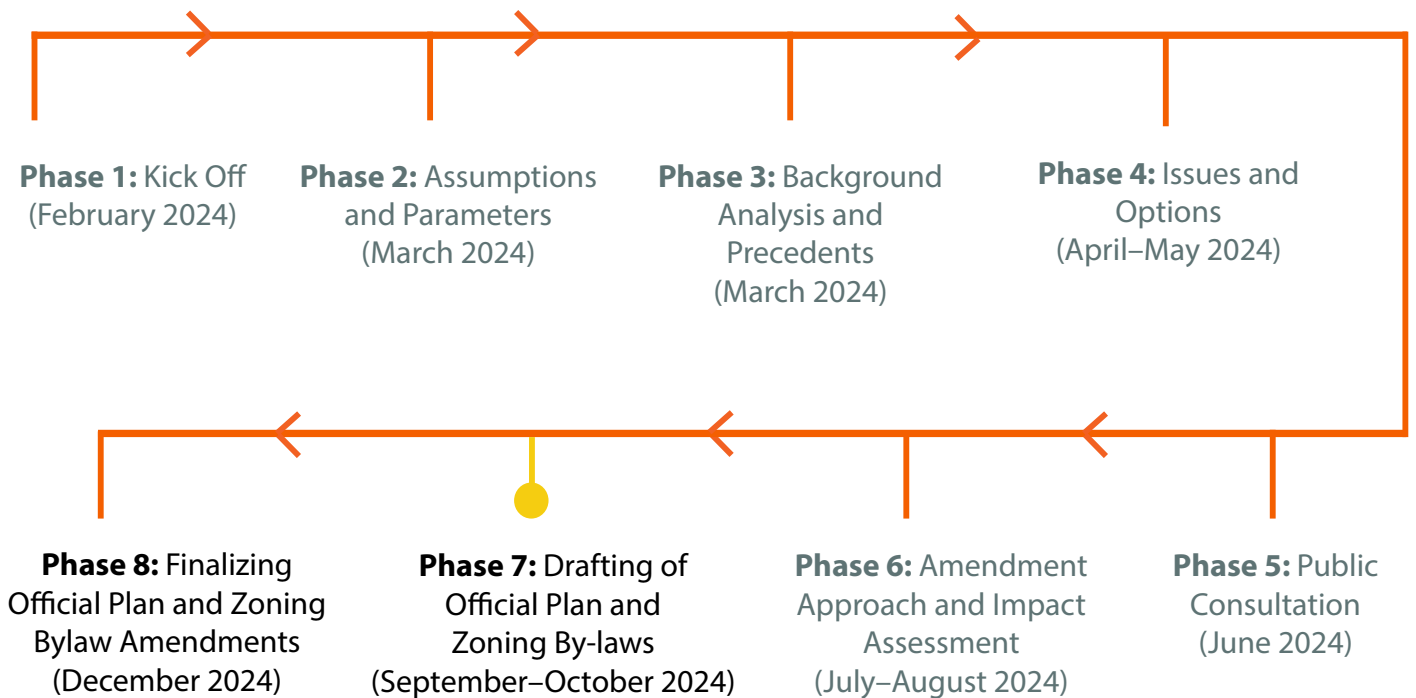 Phase 1: Kick Off
(February 2024)
Phase 2: Assumptions
and Parameters
(March 2024)
Phase 3: Background
Analysis and
Precedents
(March 2024)
Phase 4: Issues and
Options
(April–May 2024)
Phase 8: Finalizing
Official Plan and Zoning
Bylaw Amendments
(December 2024)
Phase 7: Drafting of
Official Plan and
Zoning By-laws
(September–October 2024)
Phase 6: Amendment
Approach and Impact
Assessment
(July–August 2024)
Phase 5: Public
Consultation
(June 2024)